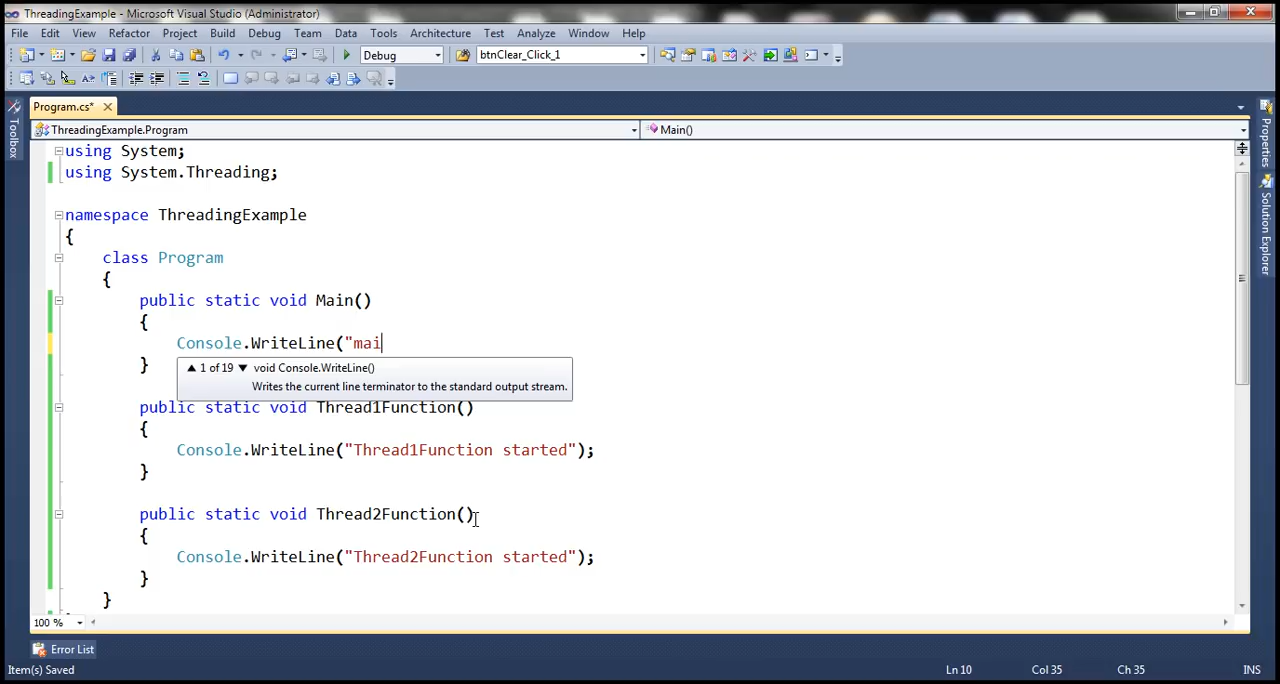 ThreadingExample - Microsoft Visual Studio (Administrator)
File Edit View Refactor Project Build Debug Team Data Tools Architecture Test Analyze Window Help
Debug btnClear_Click_1
Program.cs*
ThreadingExample.Program Main()
Toolbox
Properties
Solution Explorer
using System;
using System.Threading;
namespace ThreadingExample
{
class Program
{
public static void Main()
{
Console.WriteLine("mai
}
1 of 19 void Console.WriteLine()
Writes the current line terminator to the standard output stream.
public static void Thread1Function()
{
Console.WriteLine("Thread1Function started");
}
public static void Thread2Function()
{
Console.WriteLine("Thread2Function started");
}
}
100 %
Error List
Item(s) Saved Ln 10 Col 35 Ch 35 INS